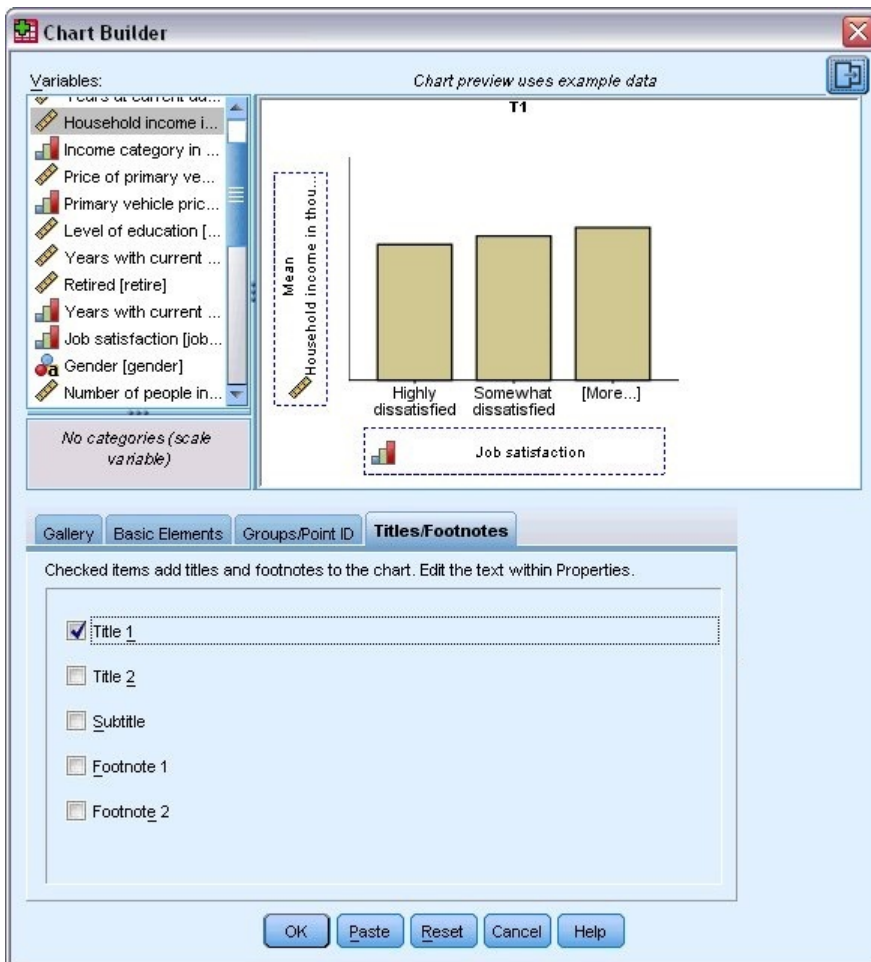 Chart Builder
Variables:
Chart preview uses example data
Household income i...
Income category in ...
Price of primary ve...
Primary vehicle pric...
Level of education [...
Years with current ...
Retired [retire]
Years with current ...
Job satisfaction [job...
Gender [gender]
Number of people in...
No categories (scale
variable)
T1
Mean
Household income in thou...
Highly
dissatisfied
Somewhat
dissatisfied
[More...]
Job satisfaction
Gallery
Basic Elements
Groups/Point ID
Titles/Footnotes
Checked items add titles and footnotes to the chart. Edit the text within Properties.
Title 1
Title 2
Subtitle
Footnote 1
Footnote 2
OK
Paste
Reset
Cancel
Help